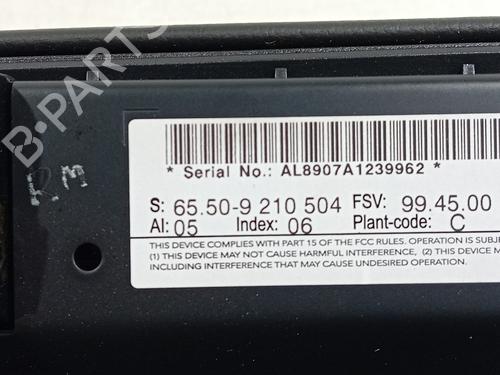 B-PARTS
KM
* Serial No.: AL8907A1239962 *
S: 65.50-9 210 504 FSV: 99.45.00
AI: 05 Index: 06 Plant-code: C
THIS DEVICE COMPLIES WITH PART 15 OF THE FCC RULES. OPERATION IS SUBJE
(1) THIS DEVICE MAY NOT CAUSE HARMFUL INTERFERENCE, (2) THIS DEVICE M
INCLUDING INTERFERENCE THAT MAY CAUSE UNDESIRED OPERATION.